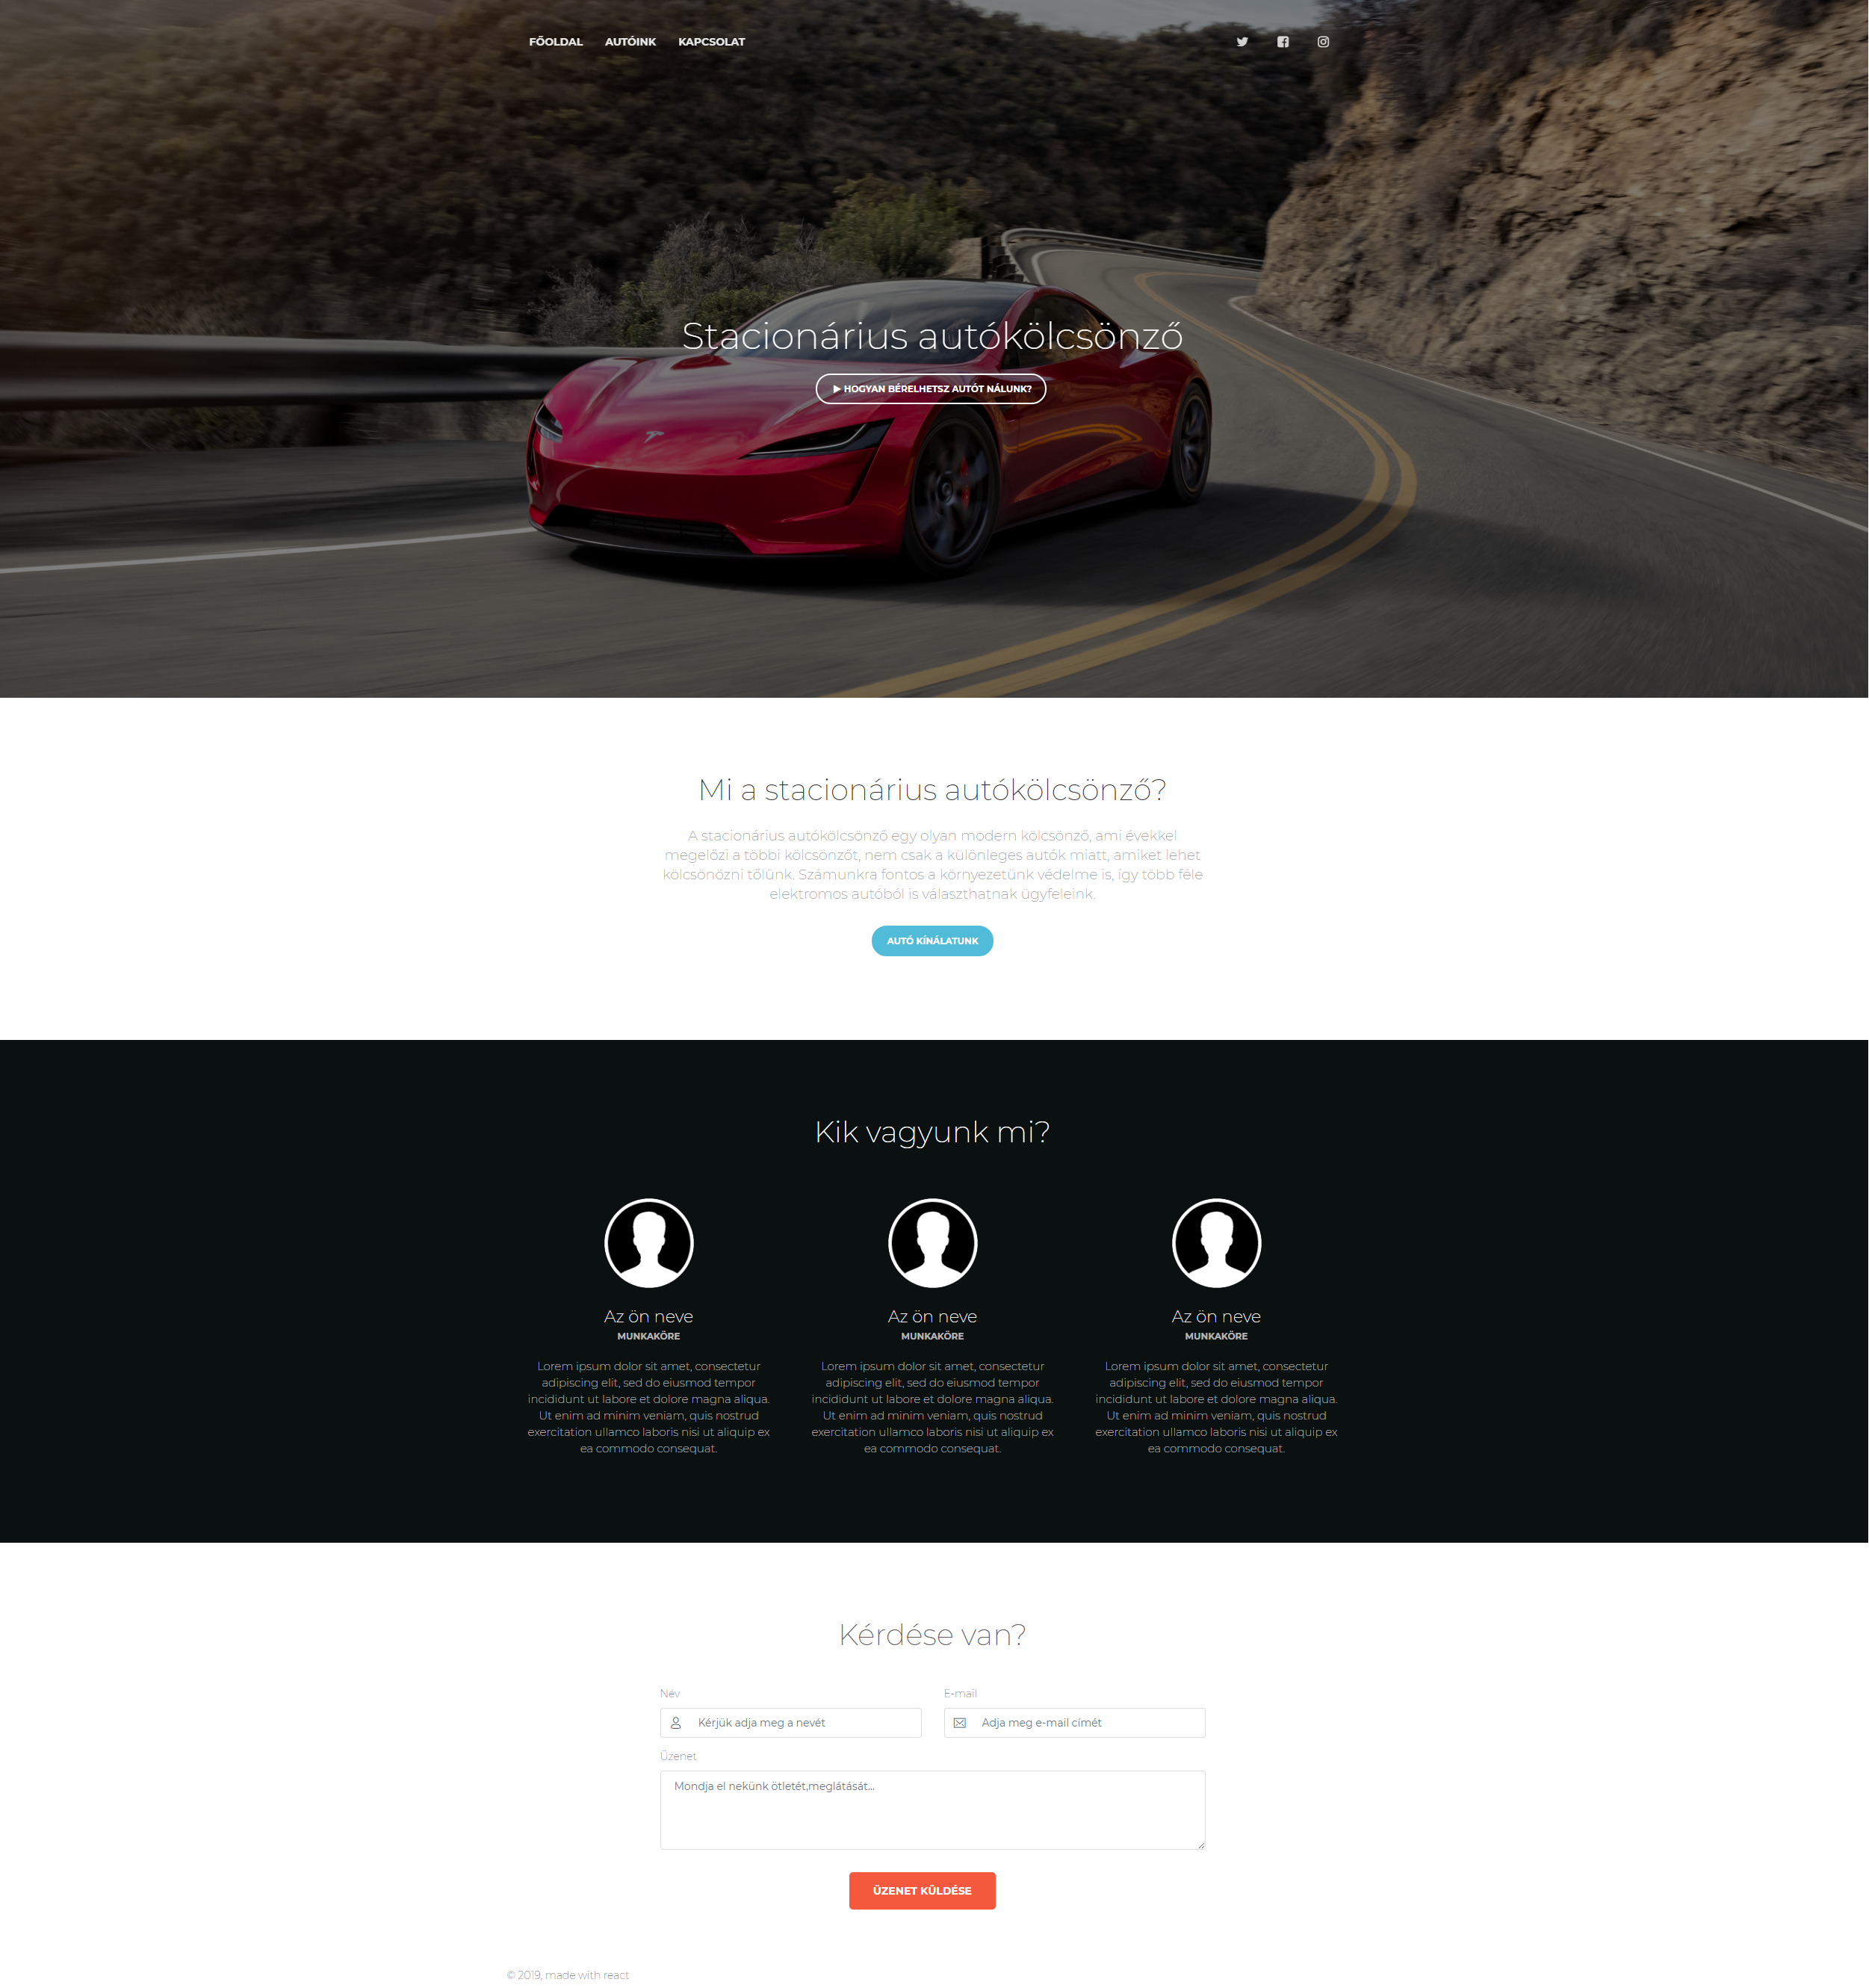 FŐOLDAL AUTÓINK KAPCSOLAT
Stacionárius autókölcsönző
HOGYAN BÉRELHETSZ AUTÓT NÁLUNK?
Mi a stacionárius autókölcsönző?
A stacionárius autókölcsönző egy olyan modern kölcsönző, ami évekkel
megelőzi a többi kölcsönzőt, nem csak a különleges autók miatt, amiket lehet
kölcsönözni tőlünk. Számunkra fontos a környezetünk védelme is, így több féle
elektromos autóból is választhatnak ügyfeleink.
AUTÓ KÍNÁLATUNK
Kik vagyunk mi?
Az ön neve
MUNKAKÖRE
Lorem ipsum dolor sit amet, consectetur
adipiscing elit, sed do eiusmod tempor
incididunt ut labore et dolore magna aliqua.
Ut enim ad minim veniam, quis nostrud
exercitation ullamco laboris nisi ut aliquip ex
ea commodo consequat.
Az ön neve
MUNKAKÖRE
Lorem ipsum dolor sit amet, consectetur
adipiscing elit, sed do eiusmod tempor
incididunt ut labore et dolore magna aliqua.
Ut enim ad minim veniam, quis nostrud
exercitation ullamco laboris nisi ut aliquip ex
ea commodo consequat.
Az ön neve
MUNKAKÖRE
Lorem ipsum dolor sit amet, consectetur
adipiscing elit, sed do eiusmod tempor
incididunt ut labore et dolore magna aliqua.
Ut enim ad minim veniam, quis nostrud
exercitation ullamco laboris nisi ut aliquip ex
ea commodo consequat.
Kérdése van?
Név
Kérjük adja meg a nevét
E-mail
Adja meg e-mail címét
Üzenet
Mondja el nekünk ötletét,meglátását...
ÜZENET KÜLDÉSE
© 2019, made with react